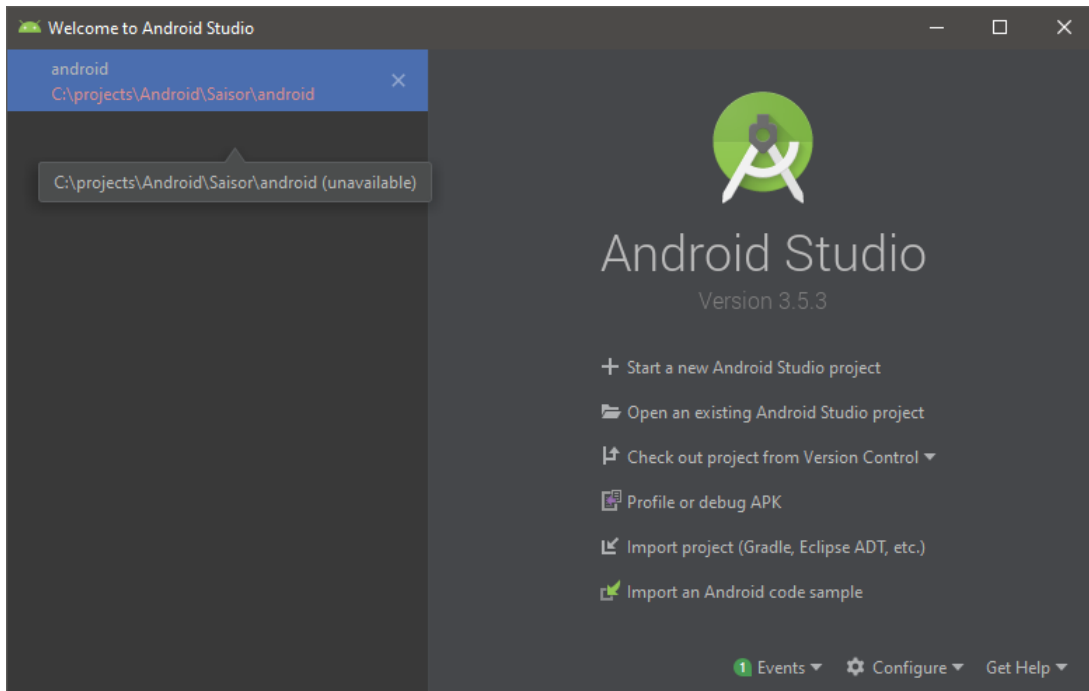 Welcome to Android Studio
android
C:\projects\Android\Saisor\android
C:\projects\Android\Saisor\android (unavailable)
Android Studio
Version 3.5.3
Start a new Android Studio project
Open an existing Android Studio project
Check out project from Version Control
Profile or debug APK
Import project (Gradle, Eclipse ADT, etc.)
Import an Android code sample
1 Events Configure Get Help